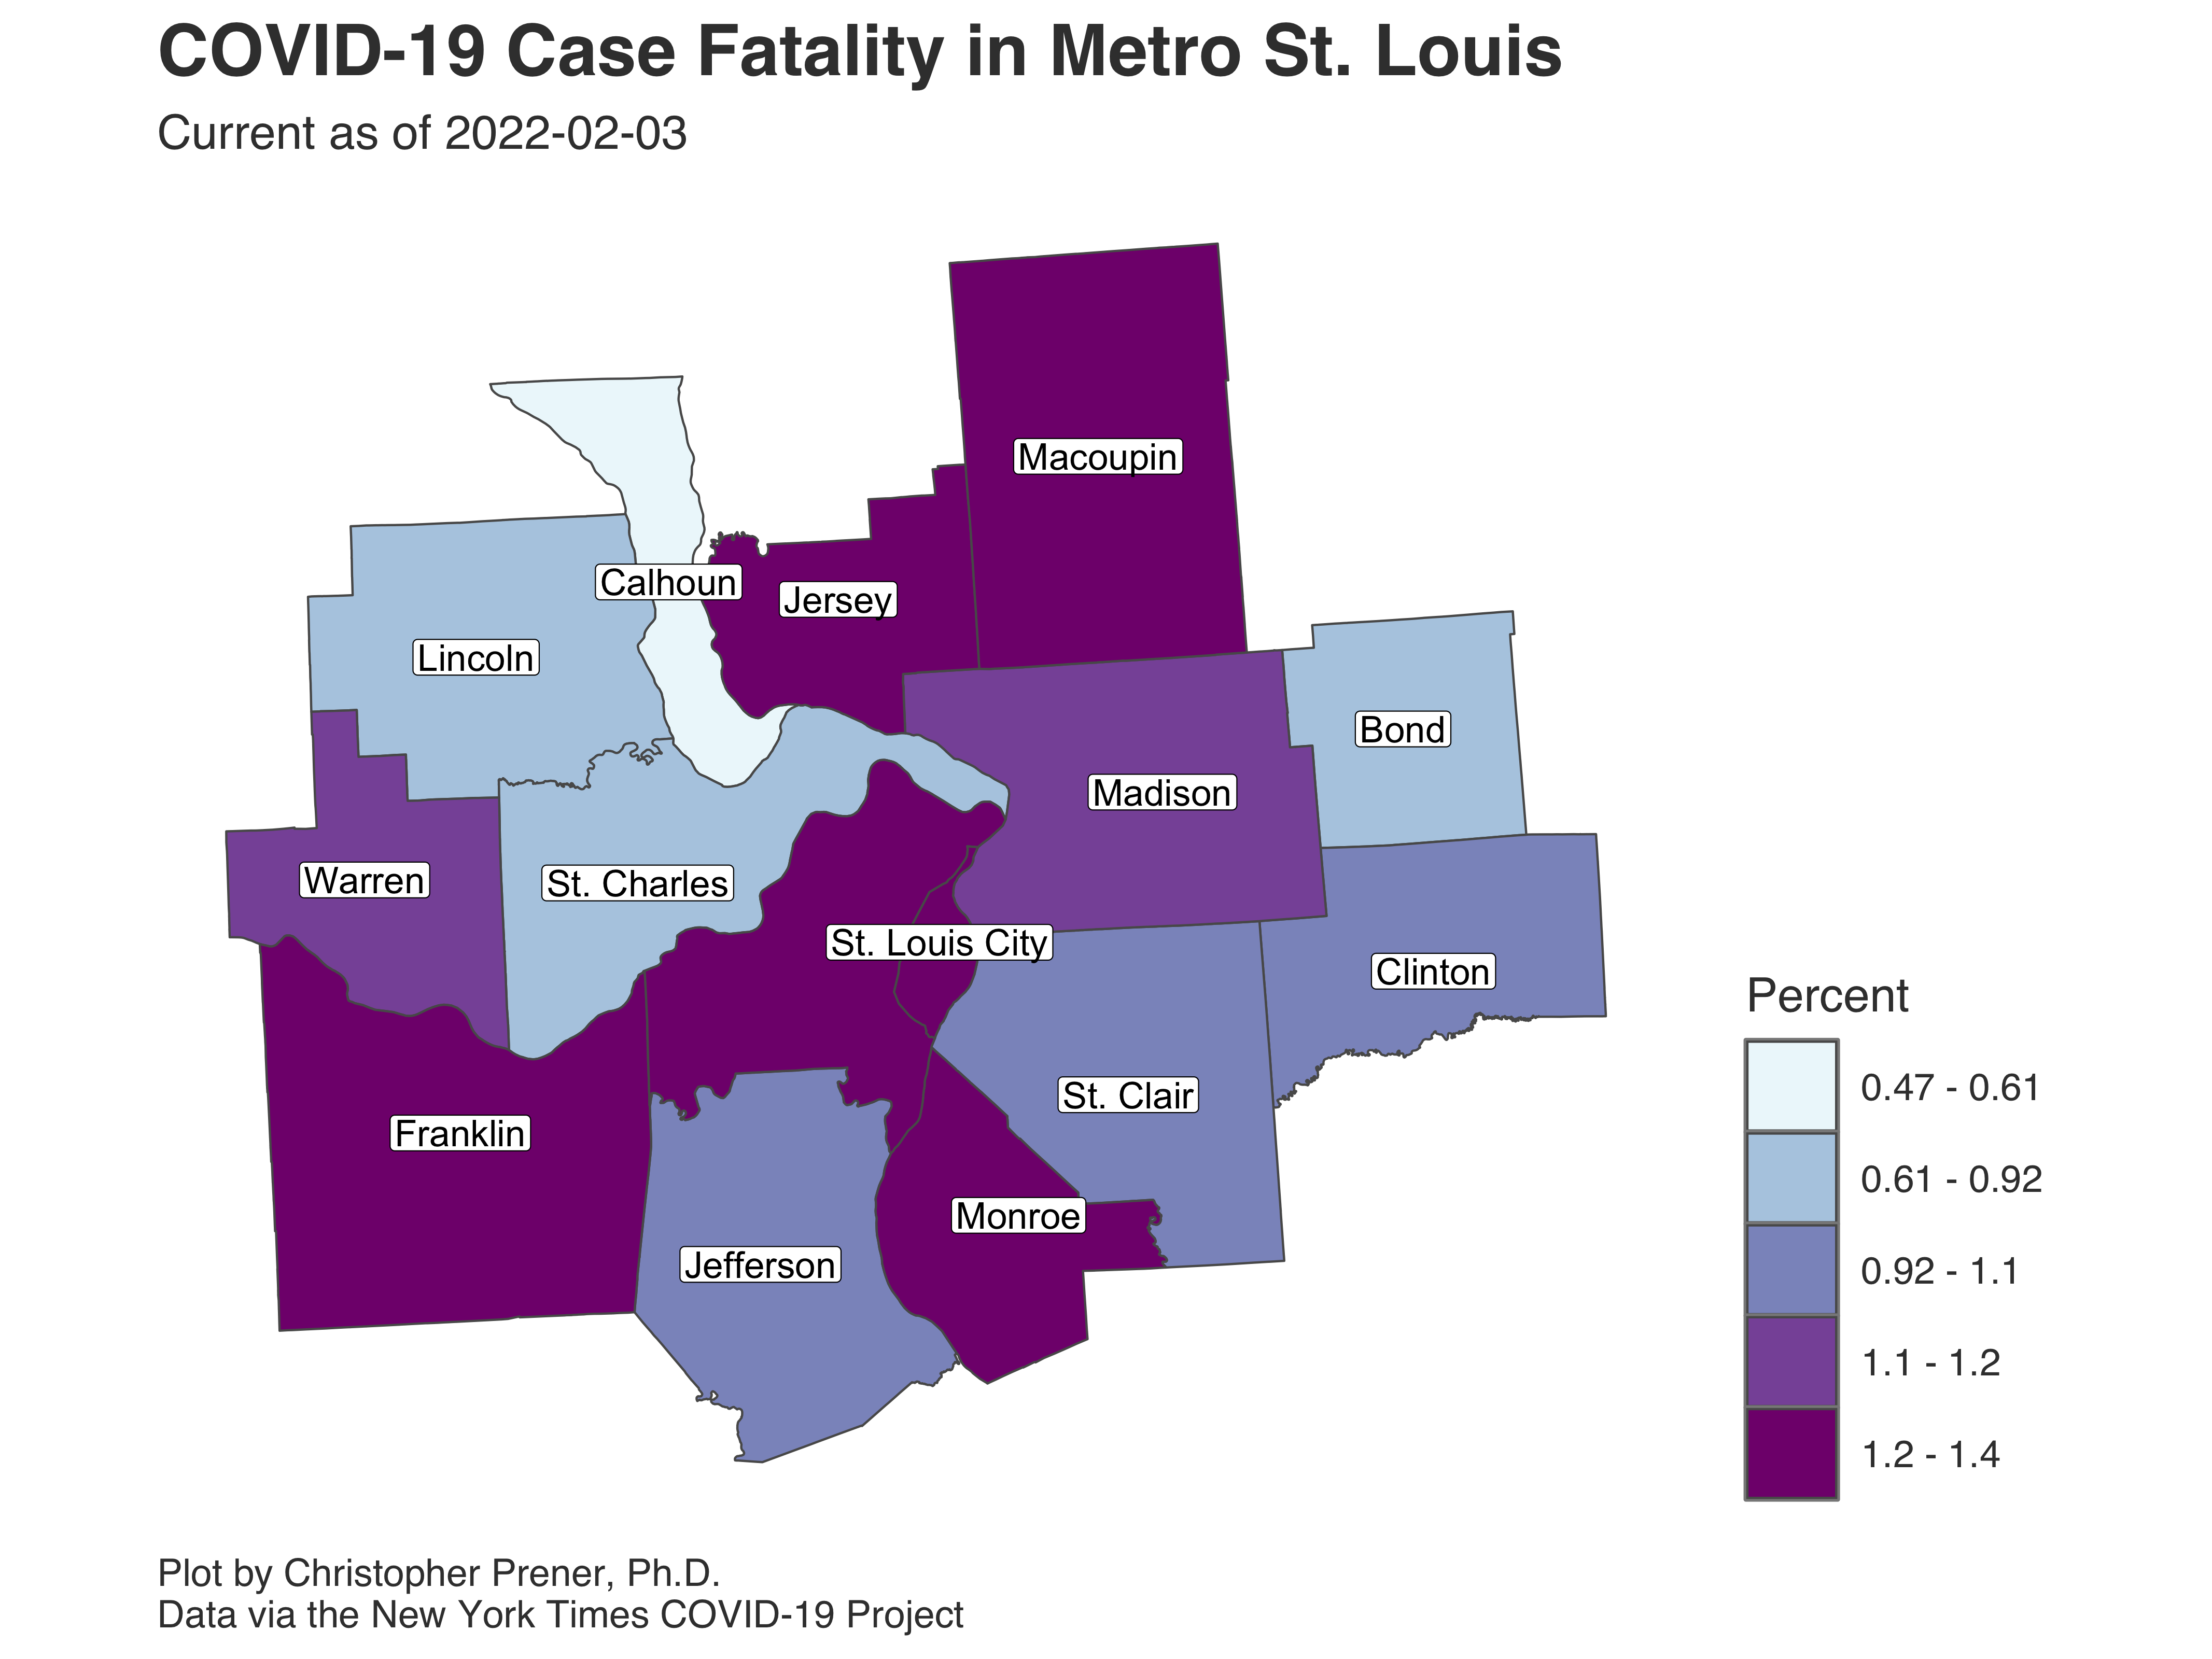 COVID-19 Case Fatality in Metro St. Louis
Current as of 2022-02-03
Macoupin
Calhoun
Jersey
Lincoln
Bond
Madison
Warren
St. Charles
St. Louis City
Clinton
St. Clair
Franklin
Monroe
Jefferson
Percent
0.47 - 0.61
0.61 - 0.92
0.92 - 1.1
1.1 - 1.2
1.2 - 1.4
Plot by Christopher Prener, Ph.D.
Data via the New York Times COVID-19 Project